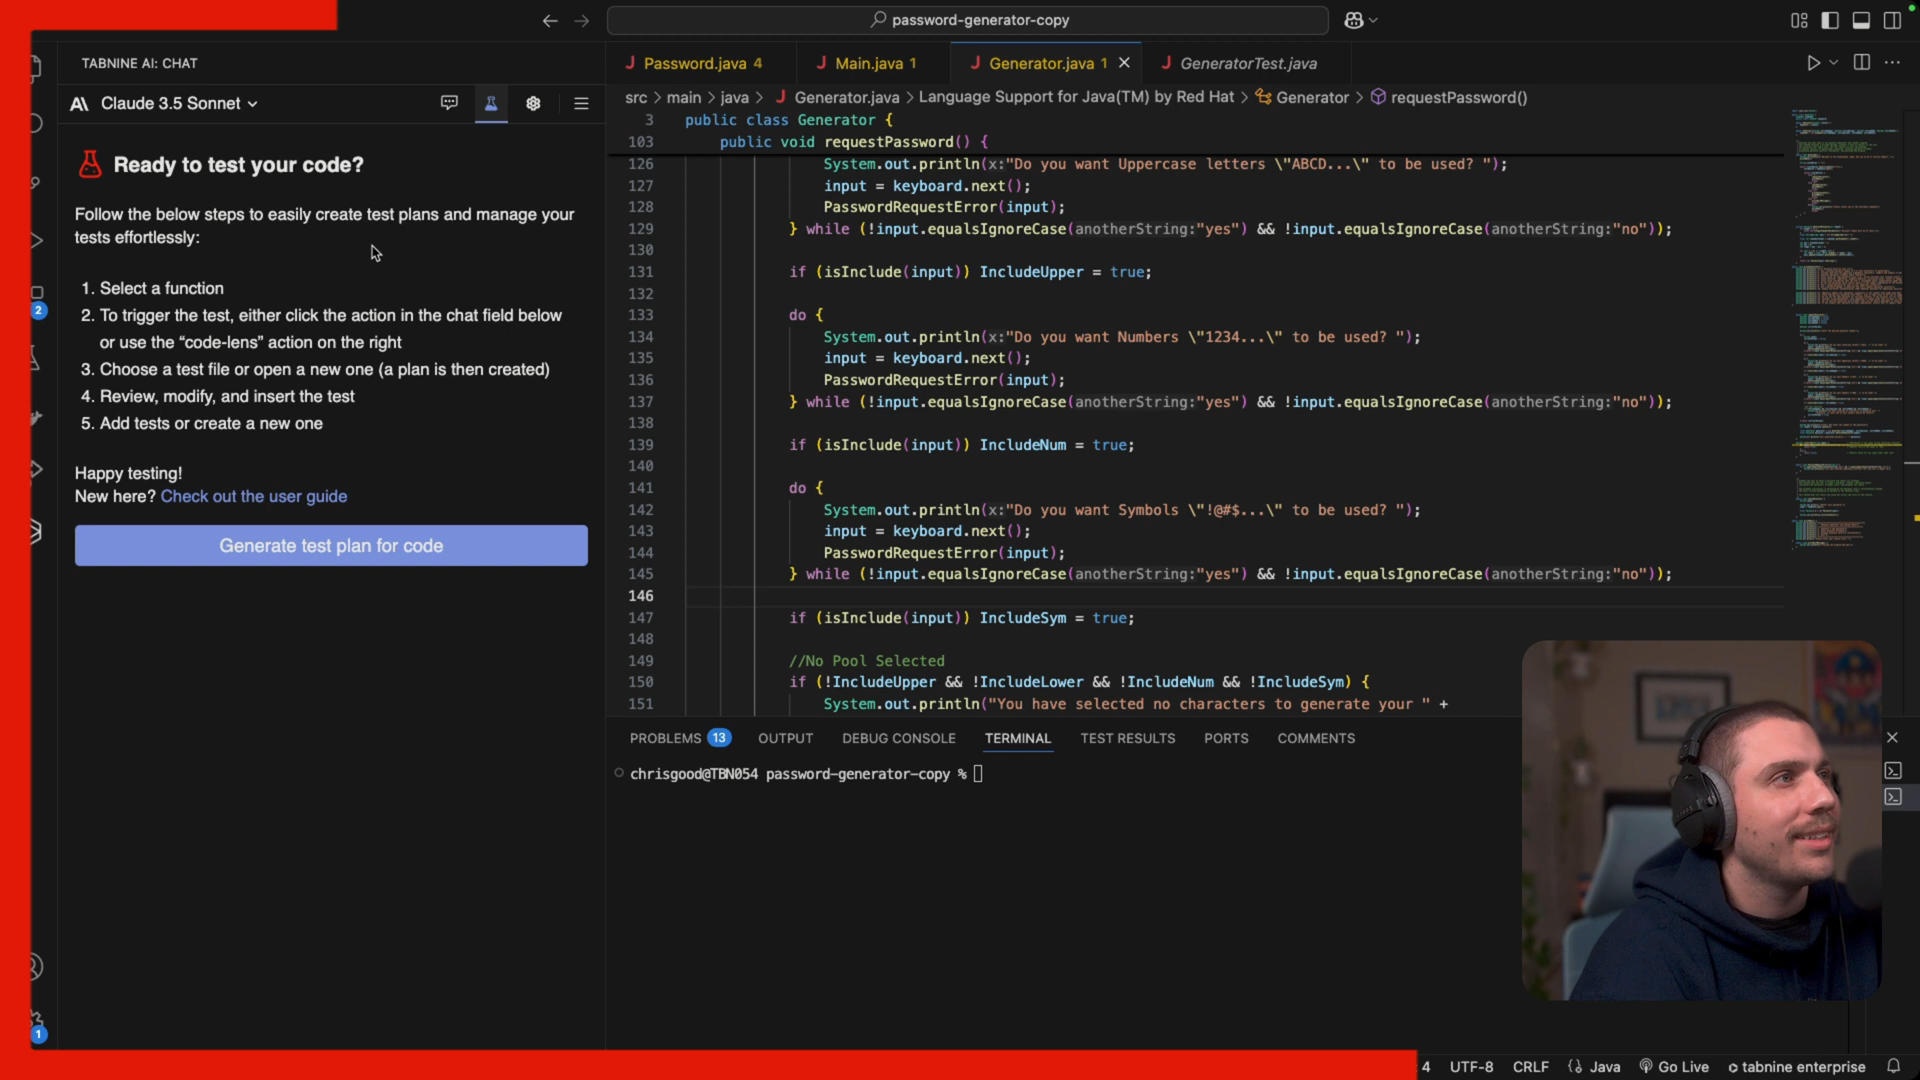 password-generator-copy
TABNINE AI: CHAT
Claude 3.5 Sonnet
Ready to test your code?
Follow the below steps to easily create test plans and manage your
tests effortlessly:
1. Select a function
2. To trigger the test, either click the action in the chat field below
or use the “code-lens” action on the right
3. Choose a test file or open a new one (a plan is then created)
4. Review, modify, and insert the test
5. Add tests or create a new one
Happy testing!
New here? Check out the user guide
Generate test plan for code
2
1
J Password.java 4 J Main.java 1 J Generator.java 1 J GeneratorTest.java
src > main > java > J Generator.java > Language Support for Java(TM) by Red Hat > Generator > requestPassword()
3 public class Generator {
103 public void requestPassword() {
126 System.out.println(x:"Do you want Uppercase letters \"ABCD...\" to be used? ");
127 input = keyboard.next();
128 PasswordRequestError(input);
129 } while (!input.equalsIgnoreCase(anotherString:"yes") && !input.equalsIgnoreCase(anotherString:"no"));
130
131 if (isInclude(input)) IncludeUpper = true;
132
133 do {
134 System.out.println(x:"Do you want Numbers \"1234...\" to be used? ");
135 input = keyboard.next();
136 PasswordRequestError(input);
137 } while (!input.equalsIgnoreCase(anotherString:"yes") && !input.equalsIgnoreCase(anotherString:"no"));
138
139 if (isInclude(input)) IncludeNum = true;
140
141 do {
142 System.out.println(x:"Do you want Symbols \"!@#$...\" to be used? ");
143 input = keyboard.next();
144 PasswordRequestError(input);
145 } while (!input.equalsIgnoreCase(anotherString:"yes") && !input.equalsIgnoreCase(anotherString:"no"));
146
147 if (isInclude(input)) IncludeSym = true;
148
149 //No Pool Selected
150 if (!IncludeUpper && !IncludeLower && !IncludeNum && !IncludeSym) {
151 System.out.println("You have selected no characters to generate your " +
PROBLEMS 13 OUTPUT DEBUG CONSOLE TERMINAL TEST RESULTS PORTS COMMENTS
chrisgood@TBN054 password-generator-copy %
4 UTF-8 CRLF Java Go Live tabnine enterprise